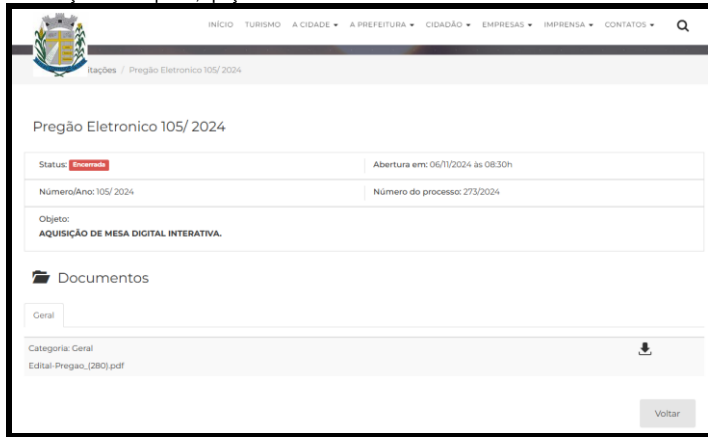 INÍCIO TURISMO A CIDADE A PREFEITURA CIDADÃO EMPRESAS IMPRENSA CONTATOS
itações / Pregão Eletronico 105/ 2024
Pregão Eletronico 105/ 2024
Status: Encerrada Abertura em: 06/11/2024 às 08:30h
Número/Ano: 105/ 2024 Número do processo: 273/2024
Objeto:
AQUISIÇÃO DE MESA DIGITAL INTERATIVA.
Documentos
Geral
Categoria: Geral
Edital-Pregao_(280).pdf
Voltar